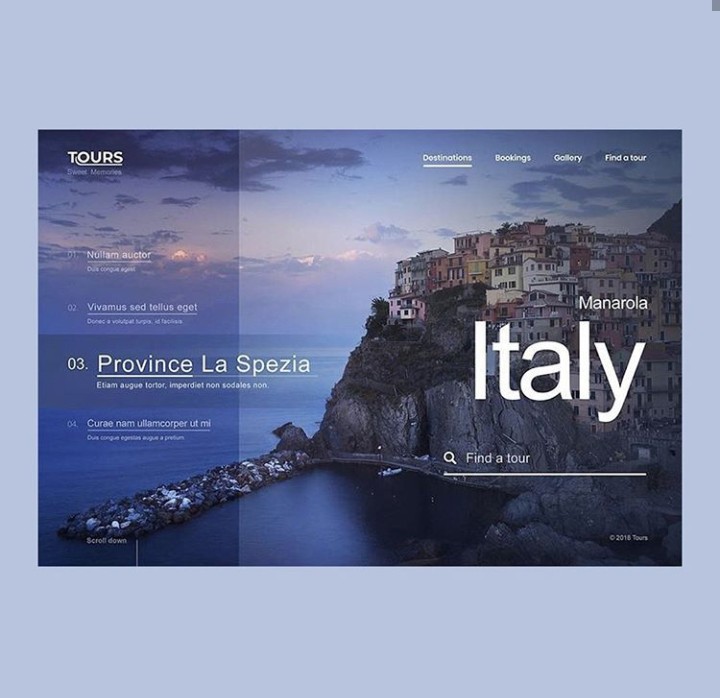 TOURS
Sweet Memories
Destinations Bookings Gallery Find a tour
01. Nullam auctor
Duis congue egest
02. Vivamus sed tellus eget
Donec a volutpat turpis, id facilisis
03. Province La Spezia
Etiam augue tortor, imperdiet non sodales non.
04. Curae nam ullamcorper ut mi
Duis congue egestas augue a pretium
Scroll down
Manarola
Italy
Find a tour
© 2018 Tours